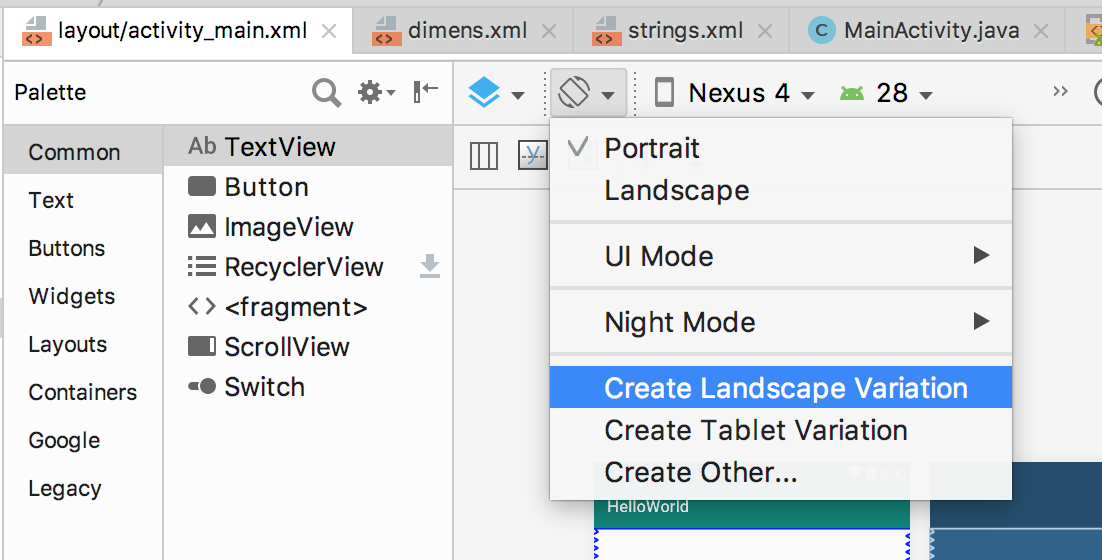 layout/activity_main.xml
dimens.xml
strings.xml
C MainActivity.java
Palette
Nexus 4
28
Common
Text
Buttons
Widgets
Layouts
Containers
Google
Legacy
Ab TextView
Button
ImageView
RecyclerView
<fragment>
ScrollView
Switch
Portrait
Landscape
UI Mode
Night Mode
Create Landscape Variation
Create Tablet Variation
Create Other...
HelloWorld